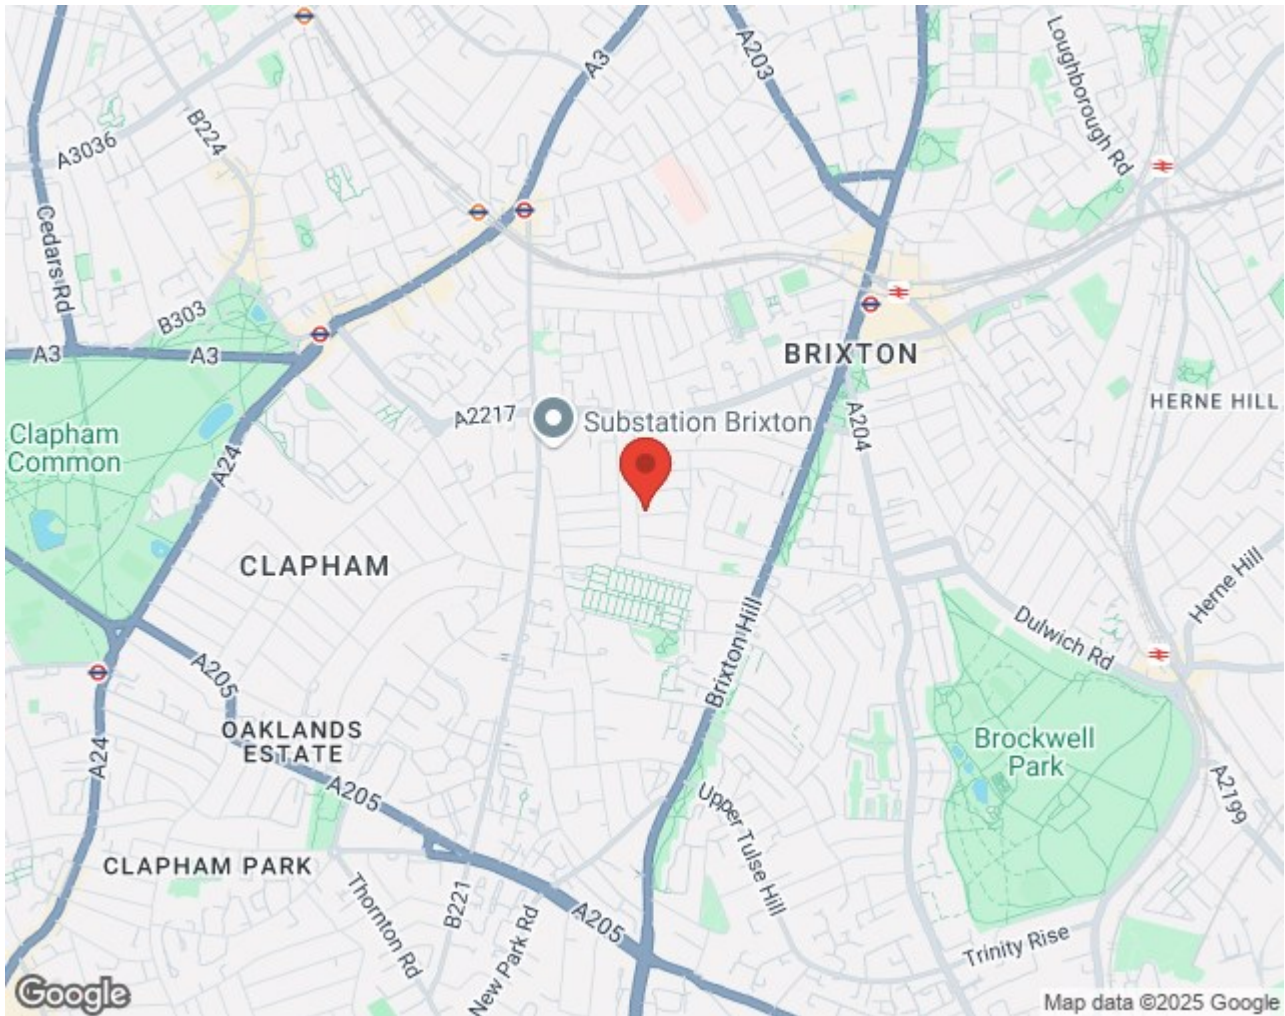 A3
A203
Loughborough Rd
B224
A3036
Cedars Rd
B303
A3
A3
BRIXTON
A2217
Substation Brixton
A204
HERNE HILL
Clapham
Common
A24
CLAPHAM
Herne Hill
Brixton Hill
Dulwich Rd
A205
OAKLANDS
ESTATE
Brockwell
Park
A24
A205
Upper Tulse Hill
A2199
CLAPHAM PARK
Thornton Rd
B221
New Park Rd
A205
Trinity Rise
Google
Map data ©2025 Google